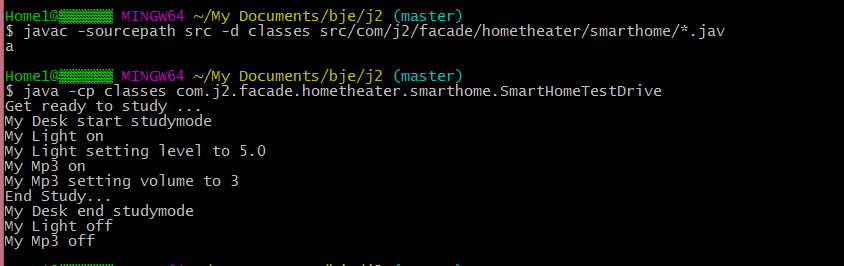 Home1@▒▒▒▒▒▒ MINGW64 ~/My Documents/bje/j2 (master)
$ javac -sourcepath src -d classes src/com/j2/facade/hometheater/smarthome/*.jav
a
Home1@▒▒▒▒▒▒ MINGW64 ~/My Documents/bje/j2 (master)
$ java -cp classes com.j2.facade.hometheater.smarthome.SmartHomeTestDrive
Get ready to study ...
My Desk start studymode
My Light on
My Light setting level to 5.0
My Mp3 on
My Mp3 setting volume to 3
End Study...
My Desk end studymode
My Light off
My Mp3 off